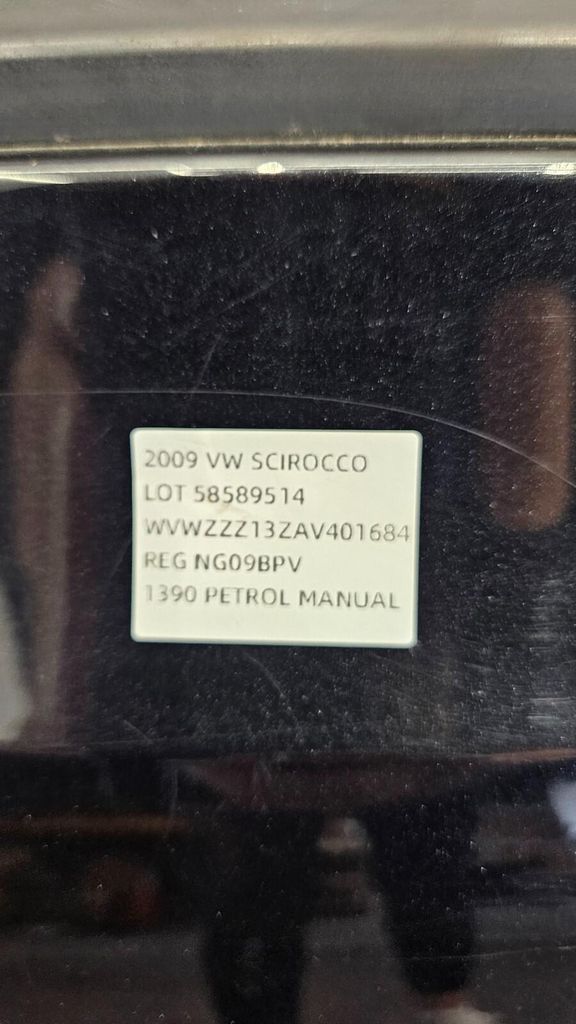 2009 VW SCIROCCO
LOT 58589514
WVWZZZ13ZAV401684
REG NG09BPV
1390 PETROL MANUAL